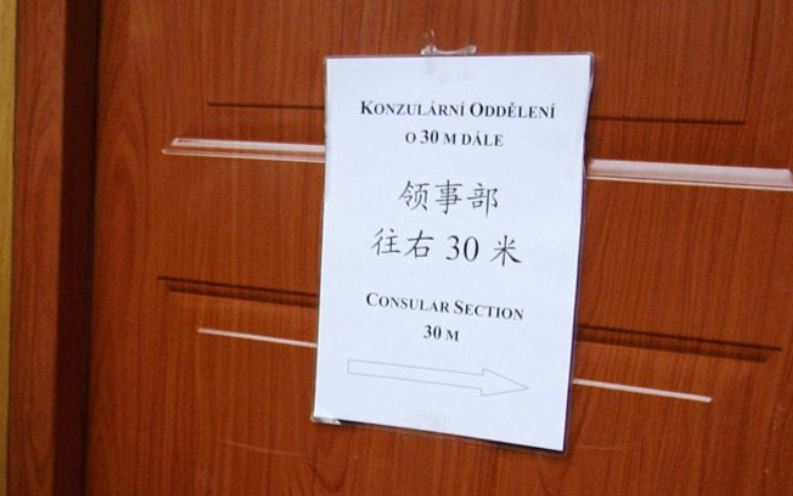 KONZULÁRNÍ ODDĚLENÍ
O 30 M DÁLE
领事部
往右 30 米
CONSULAR SECTION
30 M